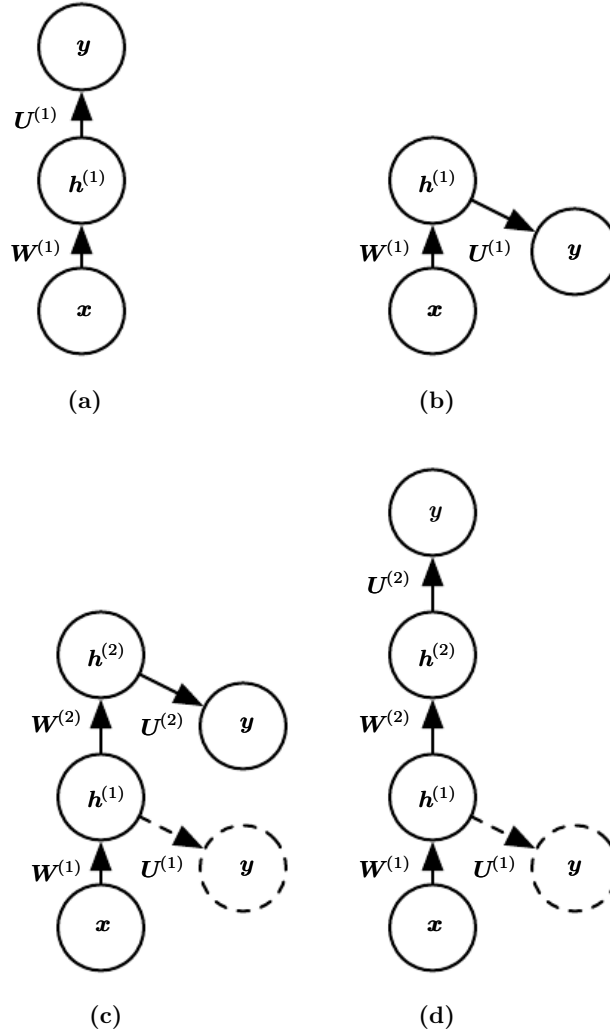 y
U^(1)
h^(1)
W^(1)
x
(a)
h^(1)
W^(1)
U^(1)
y
x
(b)
h^(2)
W^(2)
U^(2)
y
h^(1)
W^(1)
U^(1)
y
x
(c)
y
U^(2)
h^(2)
W^(2)
h^(1)
W^(1)
U^(1)
y
x
(d)